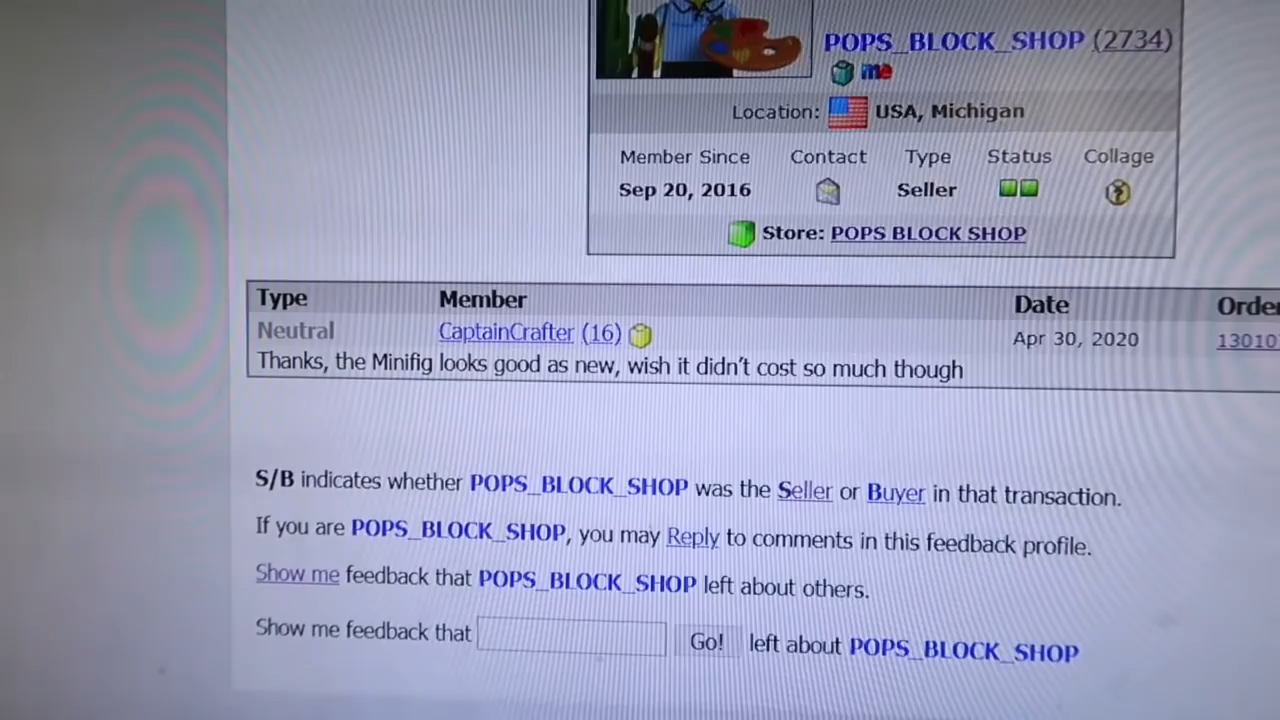 POPS_BLOCK_SHOP (2734)
me
Location: USA, Michigan
Member Since Contact Type Status Collage
Sep 20, 2016 Seller
Store: POPS BLOCK SHOP
Type Member Date Order
Neutral CaptainCrafter (16) Apr 30, 2020 13010
Thanks, the Minifig looks good as new, wish it didn't cost so much though
S/B indicates whether POPS_BLOCK_SHOP was the Seller or Buyer in that transaction.
If you are POPS_BLOCK_SHOP, you may Reply to comments in this feedback profile.
Show me feedback that POPS_BLOCK_SHOP left about others.
Show me feedback that Go! left about POPS_BLOCK_SHOP